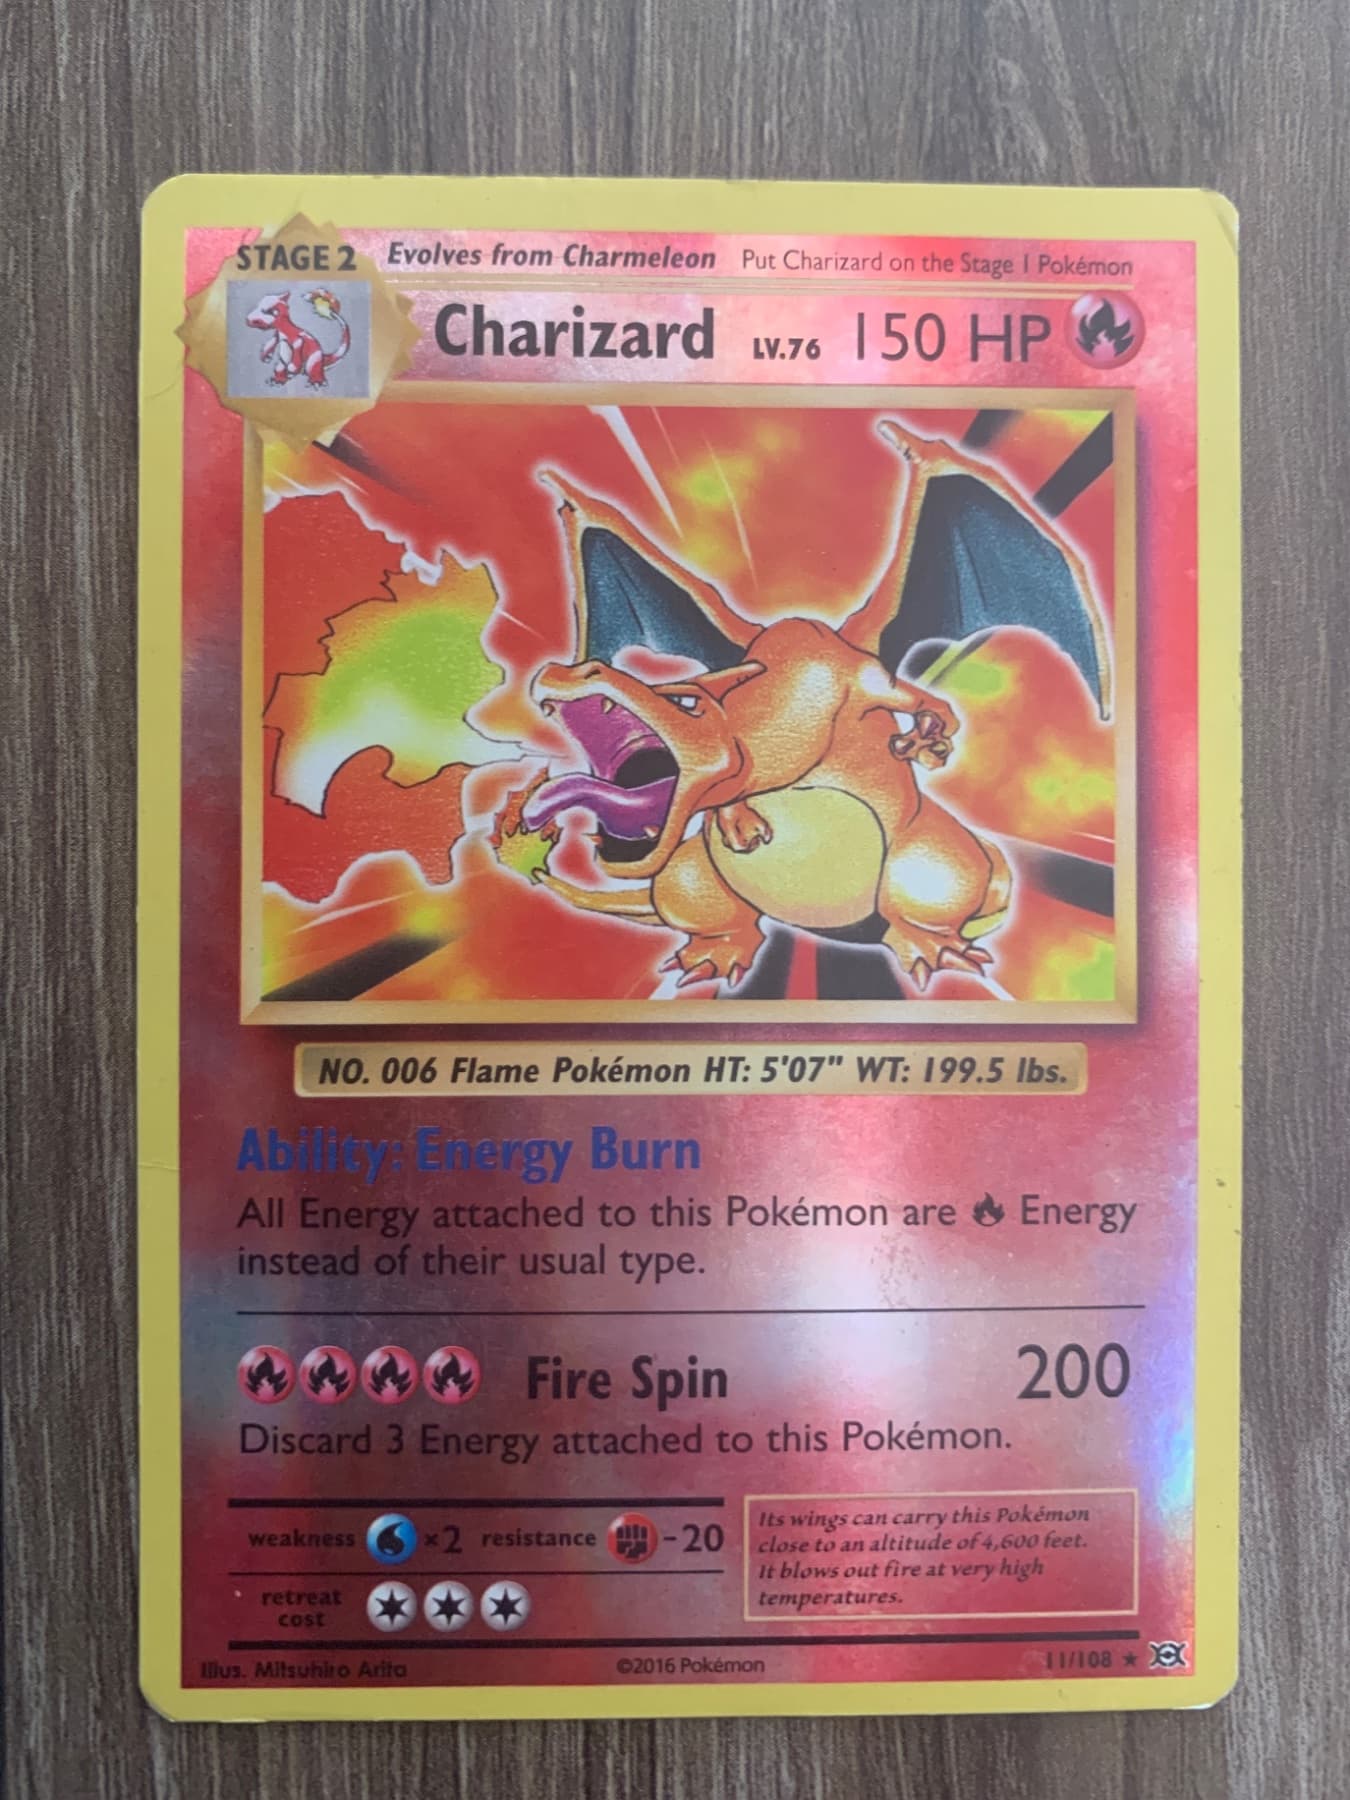 STAGE 2 Evolves from Charmeleon Put Charizard on the Stage 1 Pokémon
Charizard LV.76 150 HP
NO. 006 Flame Pokémon HT: 5'07" WT: 199.5 lbs.
Ability: Energy Burn
All Energy attached to this Pokémon are Energy
instead of their usual type.
Fire Spin 200
Discard 3 Energy attached to this Pokémon.
weakness ×2 resistance -20
retreat
cost
Its wings can carry this Pokémon
close to an altitude of 4,600 feet.
It blows out fire at very high
temperatures.
Illus. Mitsuhiro Arita ©2016 Pokémon 11/108 ★